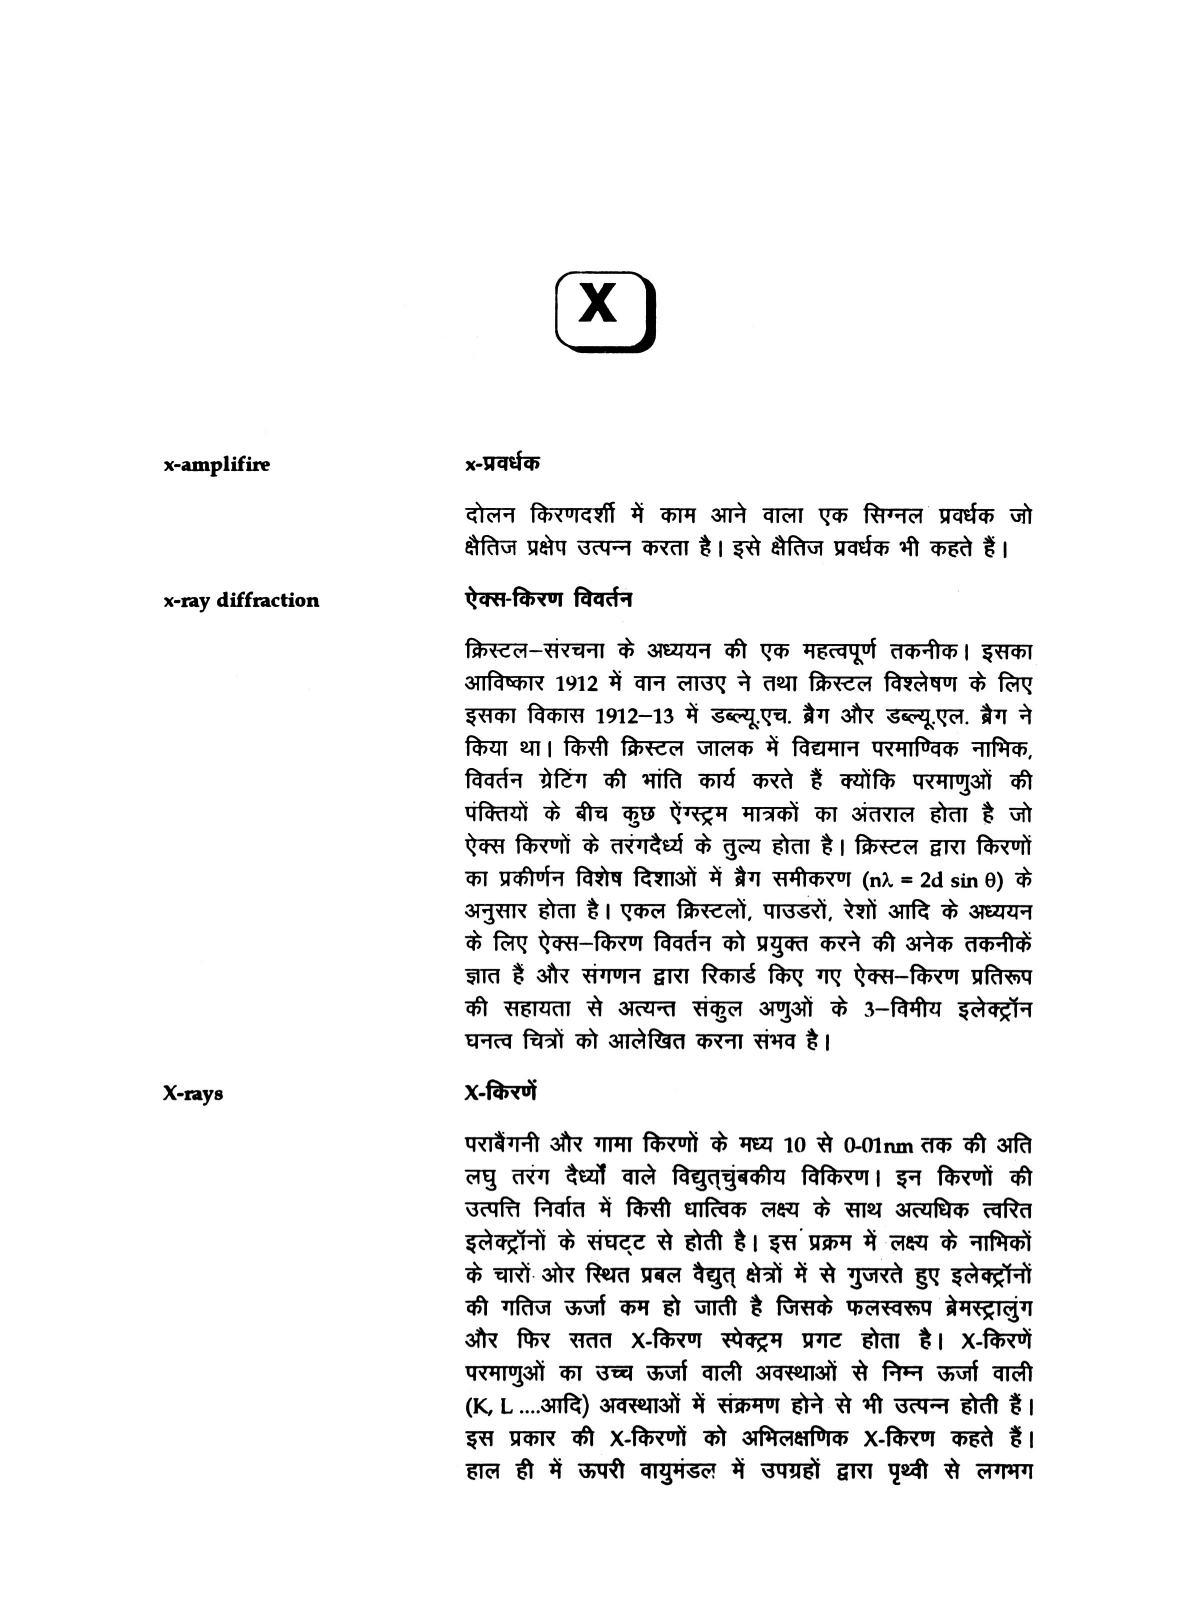 X
x-amplifire
x-प्रवर्धक
दोलन किरणदर्शी में काम आने वाला एक सिग्नल प्रवर्धक जो
क्षैतिज प्रक्षेप उत्पन्न करता है। इसे क्षैतिज प्रवर्धक भी कहते हैं।
x-ray diffraction
ऐक्स-किरण विवर्तन
क्रिस्टल–संरचना के अध्ययन की एक महत्वपूर्ण तकनीक। इसका
आविष्कार 1912 में वान लाउए ने तथा क्रिस्टल विश्लेषण के लिए
इसका विकास 1912–13 में डब्ल्यू.एच. ब्रैग और डब्ल्यू.एल. ब्रैग ने
किया था। किसी क्रिस्टल जालक में विद्यमान परमाण्विक नाभिक,
विवर्तन ग्रेटिंग की भांति कार्य करते हैं क्योंकि परमाणुओं की
पंक्तियों के बीच कुछ ऐंग्स्ट्रम मात्रकों का अंतराल होता है जो
ऐक्स किरणों के तरंगदैर्ध्य के तुल्य होता है। क्रिस्टल द्वारा किरणों
का प्रकीर्णन विशेष दिशाओं में ब्रैग समीकरण (nλ = 2d sin θ) के
अनुसार होता है। एकल क्रिस्टलों, पाउडरों, रेशों आदि के अध्ययन
के लिए ऐक्स–किरण विवर्तन को प्रयुक्त करने की अनेक तकनीकें
ज्ञात हैं और संगणन द्वारा रिकार्ड किए गए ऐक्स–किरण प्रतिरूप
की सहायता से अत्यन्त संकुल अणुओं के 3–विमीय इलेक्ट्रॉन
घनत्व चित्रों को आलेखित करना संभव है।
X-rays
X-किरणें
पराबैंगनी और गामा किरणों के मध्य 10 से 0-01nm तक की अति
लघु तरंग दैर्ध्यों वाले विद्युत्चुंबकीय विकिरण। इन किरणों की
उत्पत्ति निर्वात में किसी धात्विक लक्ष्य के साथ अत्यधिक त्वरित
इलेक्ट्रॉनों के संघट्ट से होती है। इस प्रक्रम में लक्ष्य के नाभिकों
के चारों ओर स्थित प्रबल वैद्युत् क्षेत्रों में से गुजरते हुए इलेक्ट्रॉनों
की गतिज ऊर्जा कम हो जाती है जिसके फलस्वरूप ब्रेमस्ट्रालुंग
और फिर सतत X-किरण स्पेक्ट्रम प्रगट होता है। X-किरणें
परमाणुओं का उच्च ऊर्जा वाली अवस्थाओं से निम्न ऊर्जा वाली
(K, L ....आदि) अवस्थाओं में संक्रमण होने से भी उत्पन्न होती हैं।
इस प्रकार की X-किरणों को अभिलक्षणिक X-किरण कहते हैं।
हाल ही में ऊपरी वायुमंडल में उपग्रहों द्वारा पृथ्वी से लगभग